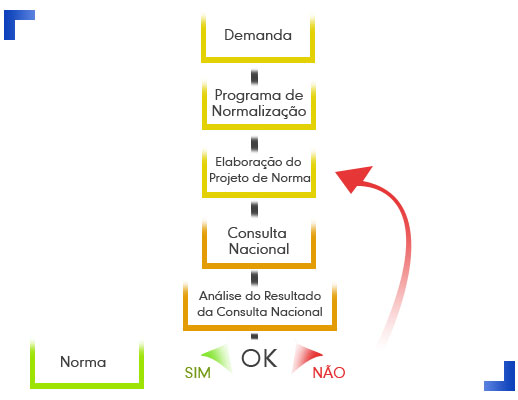 Demanda
Programa de
Normalização
Elaboração do
Projeto de Norma
Consulta
Nacional
Análise do Resultado
da Consulta Nacional
OK
SIM
NÃO
Norma